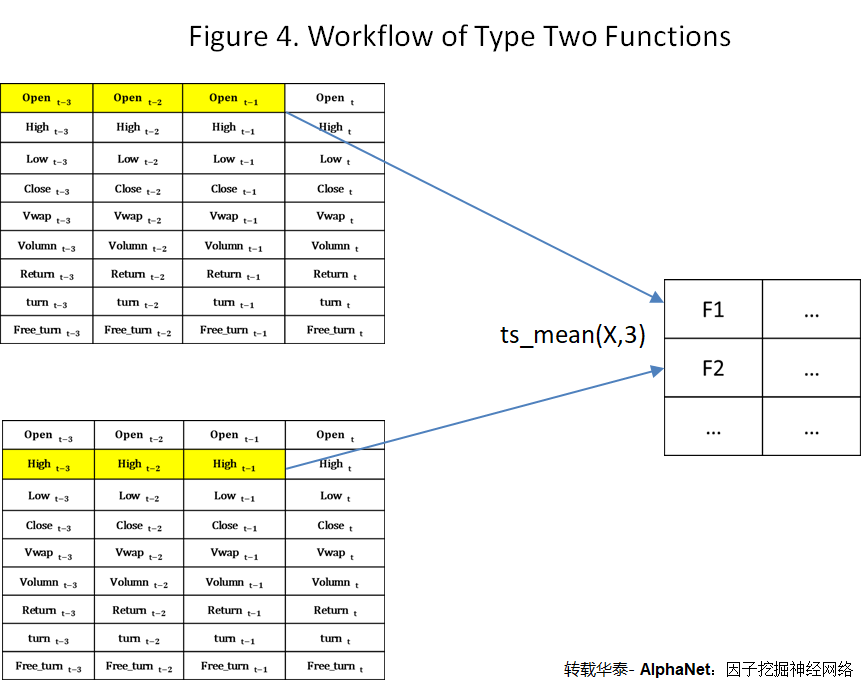 Figure 4. Workflow of Type Two Functions
Open t−3 Open t−2 Open t−1 Open t
High t−3 High t−2 High t−1 High t
Low t−3 Low t−2 Low t−1 Low t
Close t−3 Close t−2 Close t−1 Close t
Vwap t−3 Vwap t−2 Vwap t−1 Vwap t
Volumn t−3 Volumn t−2 Volumn t−1 Volumn t
Return t−3 Return t−2 Return t−1 Return t
turn t−3 turn t−2 turn t−1 turn t
Free_turn t−3 Free_turn t−2 Free_turn t−1 Free_turn t
ts_mean(X,3)
F1 ...
F2 ...
... ...
Open t−3 Open t−2 Open t−1 Open t
High t−3 High t−2 High t−1 High t
Low t−3 Low t−2 Low t−1 Low t
Close t−3 Close t−2 Close t−1 Close t
Vwap t−3 Vwap t−2 Vwap t−1 Vwap t
Volumn t−3 Volumn t−2 Volumn t−1 Volumn t
Return t−3 Return t−2 Return t−1 Return t
turn t−3 turn t−2 turn t−1 turn t
Free_turn t−3 Free_turn t−2 Free_turn t−1 Free_turn t
转载华泰- AlphaNet：因子挖掘神经网络